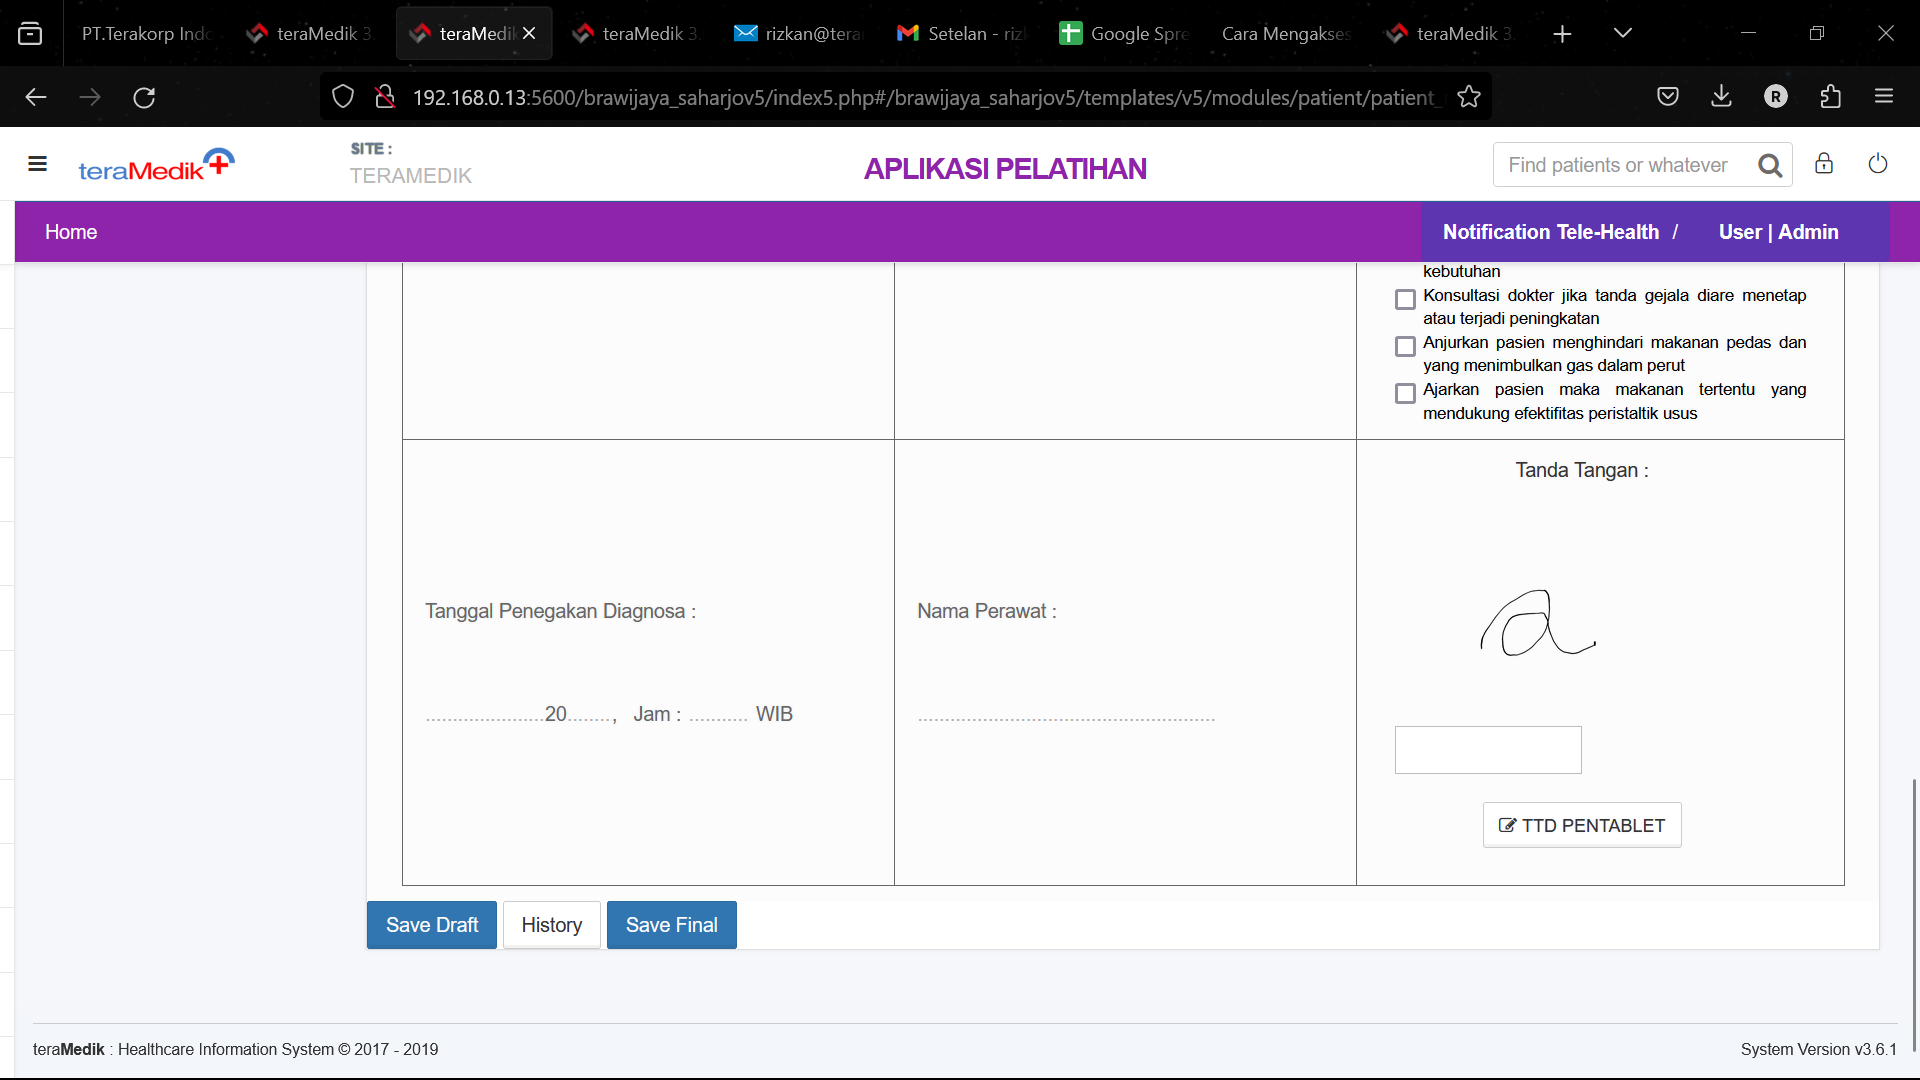 PT.Terakorp Indo
teraMedik 3.
teraMedik
teraMedik 3.
rizkan@tera
Setelan - riz
Google Spre
Cara Mengakses
teraMedik 3.
192.168.0.13:5600/brawijaya_saharjov5/index5.php#/brawijaya_saharjov5/templates/v5/modules/patient/patient_
R
teraMedik
SITE :
TERAMEDIK
APLIKASI PELATIHAN
Find patients or whatever
Home
Notification Tele-Health /
User | Admin
kebutuhan
Konsultasi dokter jika tanda gejala diare menetap
atau terjadi peningkatan
Anjurkan pasien menghindari makanan pedas dan
yang menimbulkan gas dalam perut
Ajarkan pasien maka makanan tertentu yang
mendukung efektifitas peristaltik usus
Tanda Tangan :
Tanggal Penegakan Diagnosa :
Nama Perawat :
a
......................20........, Jam : ........... WIB
.......................................................
TTD PENTABLET
Save Draft
History
Save Final
teraMedik : Healthcare Information System © 2017 - 2019
System Version v3.6.1